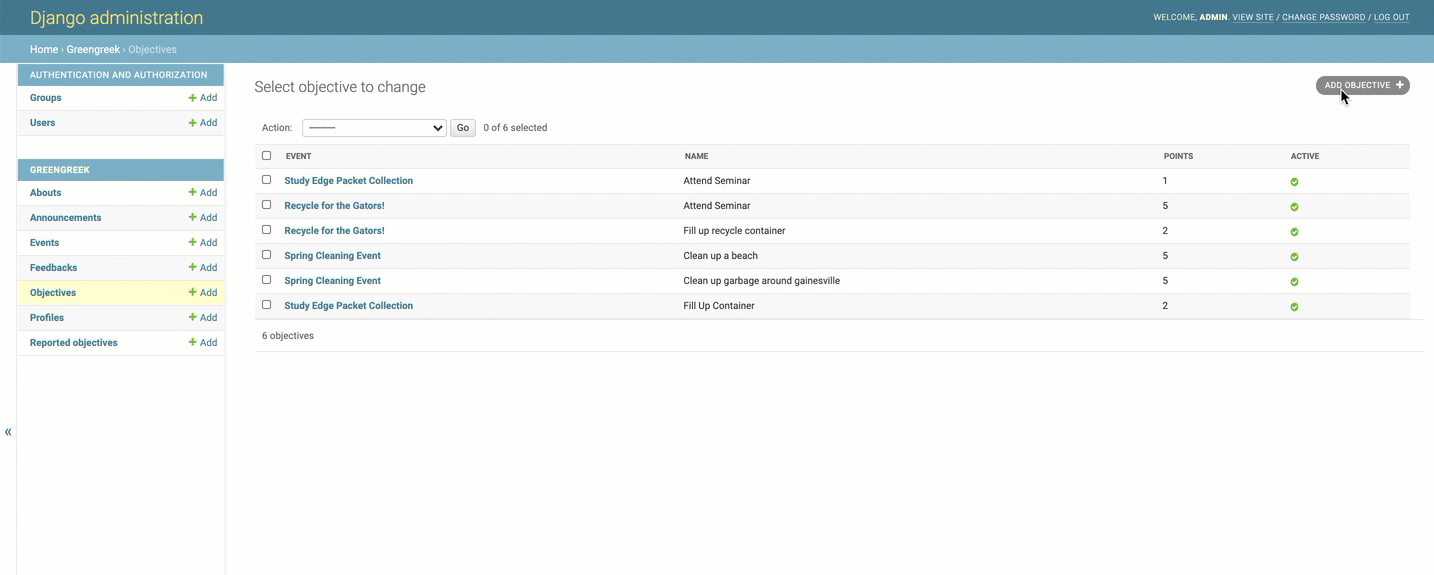 Django administration
WELCOME, ADMIN. VIEW SITE / CHANGE PASSWORD / LOG OUT
Home › Greengreek › Objectives
AUTHENTICATION AND AUTHORIZATION
Groups + Add
Users + Add
GREENGREEK
Abouts + Add
Announcements + Add
Events + Add
Feedbacks + Add
Objectives + Add
Profiles + Add
Reported objectives + Add
«
Select objective to change
ADD OBJECTIVE +
Action: --------- Go 0 of 6 selected
EVENT NAME POINTS ACTIVE
Study Edge Packet Collection Attend Seminar 1
Recycle for the Gators! Attend Seminar 5
Recycle for the Gators! Fill up recycle container 2
Spring Cleaning Event Clean up a beach 5
Spring Cleaning Event Clean up garbage around gainesville 5
Study Edge Packet Collection Fill Up Container 2
6 objectives